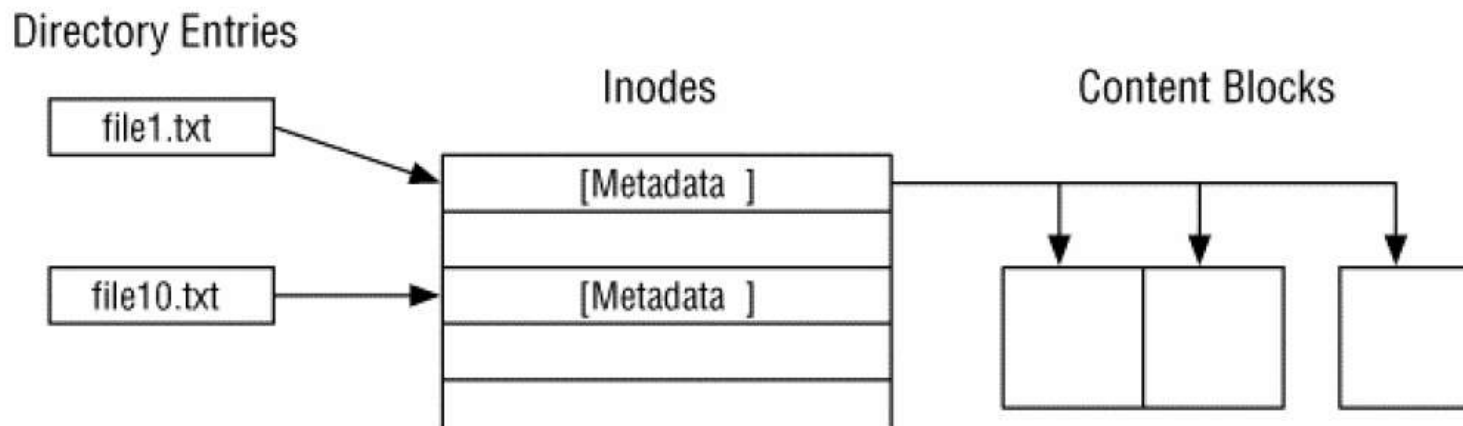 Directory Entries
Inodes
Content Blocks
file1.txt
[Metadata ]
file10.txt
[Metadata ]